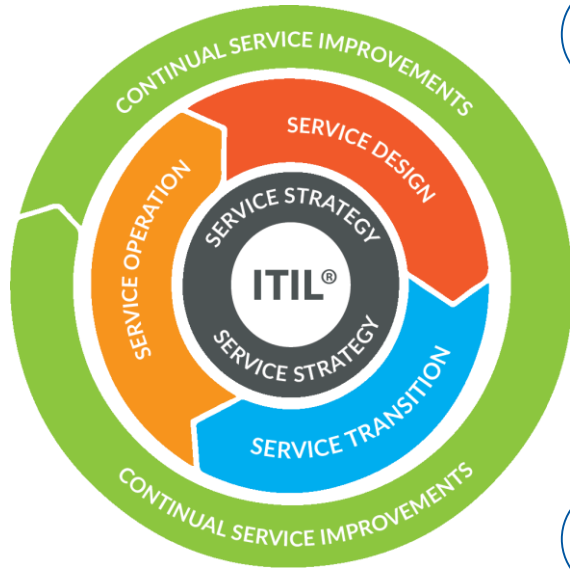 CONTINUAL SERVICE IMPROVEMENTS
SERVICE DESIGN
SERVICE OPERATION
SERVICE STRATEGY
ITIL®
SERVICE STRATEGY
SERVICE TRANSITION
CONTINUAL SERVICE IMPROVEMENTS